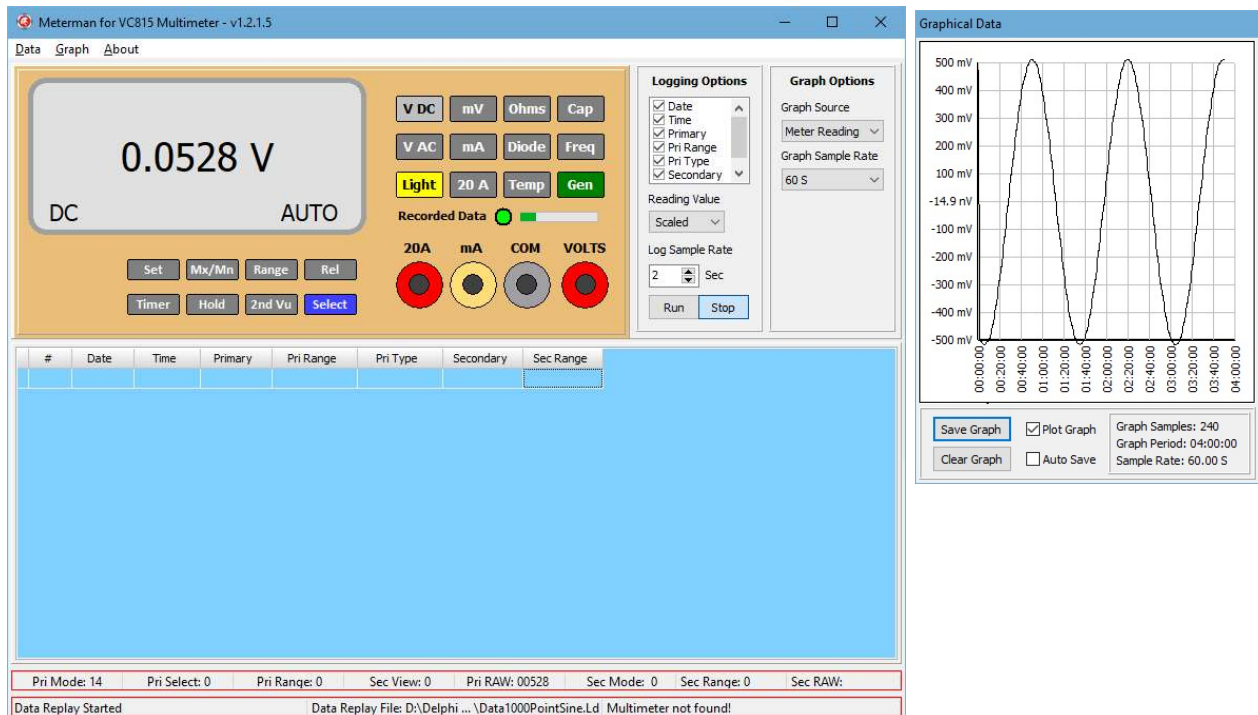 Meterman for VC815 Multimeter - v1.2.1.5
Data Graph About
0.0528 V
DC AUTO
V DC mV Ohms Cap
V AC mA Diode Freq
Light 20 A Temp Gen
Recorded Data
20A mA COM VOLTS
Set Mx/Mn Range Rel
Timer Hold 2nd Vu Select
Logging Options
Date
Time
Primary
Pri Range
Pri Type
Secondary
Reading Value
Scaled
Log Sample Rate
2 Sec
Run Stop
Graph Options
Graph Source
Meter Reading
Graph Sample Rate
60 S
# Date Time Primary Pri Range Pri Type Secondary Sec Range
Pri Mode: 14 Pri Select: 0 Pri Range: 0 Sec View: 0 Pri RAW: 00528 Sec Mode: 0 Sec Range: 0 Sec RAW:
Data Replay Started Data Replay File: D:\Delphi ... \Data1000PointSine.Ld Multimeter not found!
Graphical Data
500 mV
400 mV
300 mV
200 mV
100 mV
-14.9 nV
-100 mV
-200 mV
-300 mV
-400 mV
-500 mV
00:00:00
00:20:00
00:40:00
01:00:00
01:20:00
01:40:00
02:00:00
02:20:00
02:40:00
03:00:00
03:20:00
03:40:00
04:00:00
Save Graph Plot Graph
Clear Graph Auto Save
Graph Samples: 240
Graph Period: 04:00:00
Sample Rate: 60.00 S